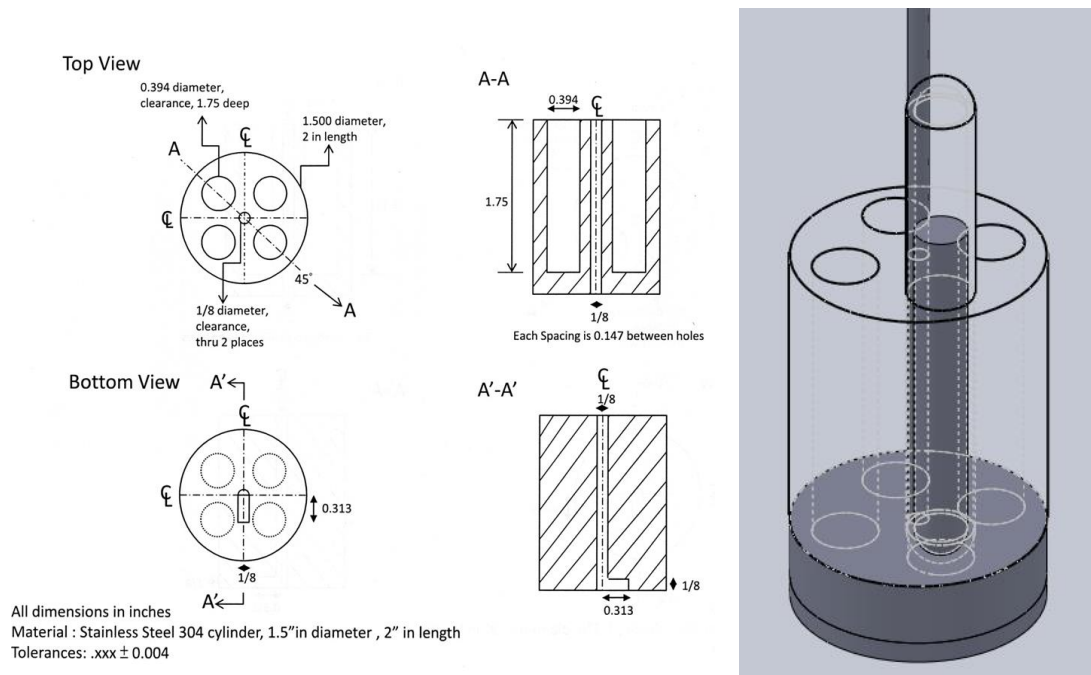 Top View
0.394 diameter,
clearance, 1.75 deep
1.500 diameter,
2 in length
A
℄
℄
45°
A
1/8 diameter,
clearance,
thru 2 places
A-A
0.394
℄
1.75
1/8
Each Spacing is 0.147 between holes
Bottom View
A’
℄
℄
0.313
1/8
A’
A’-A’
℄
1/8
1/8
0.313
All dimensions in inches
Material : Stainless Steel 304 cylinder, 1.5”in diameter , 2” in length
Tolerances: .xxx ± 0.004